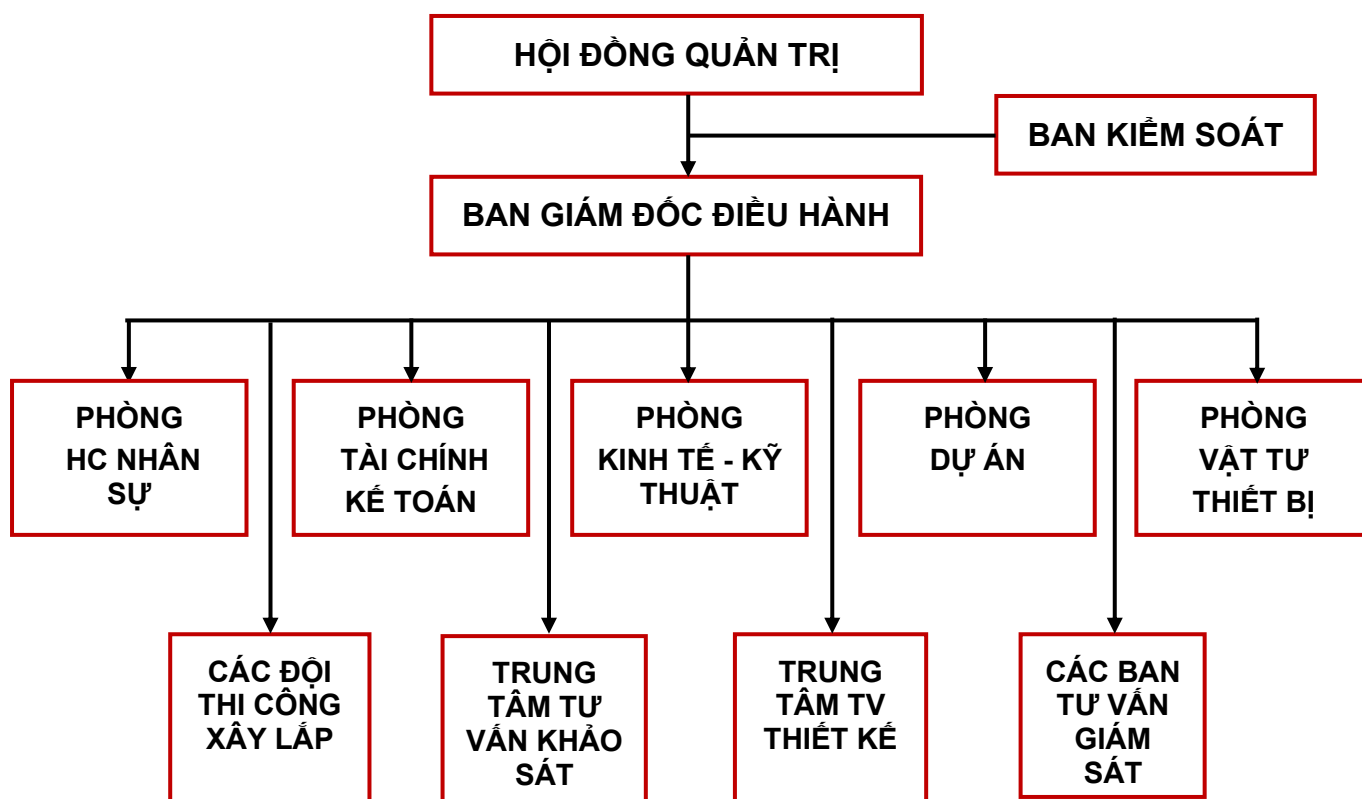 HỘI ĐỒNG QUẢN TRỊ
BAN KIỂM SOÁT
BAN GIÁM ĐỐC ĐIỀU HÀNH
PHÒNG
HC NHÂN
SỰ
PHÒNG
TÀI CHÍNH
KẾ TOÁN
PHÒNG
KINH TẾ - KỸ
THUẬT
PHÒNG
DỰ ÁN
PHÒNG
VẬT TƯ
THIẾT BỊ
CÁC ĐỘI
THI CÔNG
XÂY LẮP
TRUNG
TÂM TƯ
VẤN KHẢO
SÁT
TRUNG
TÂM TV
THIẾT KẾ
CÁC BAN
TƯ VẤN
GIÁM
SÁT